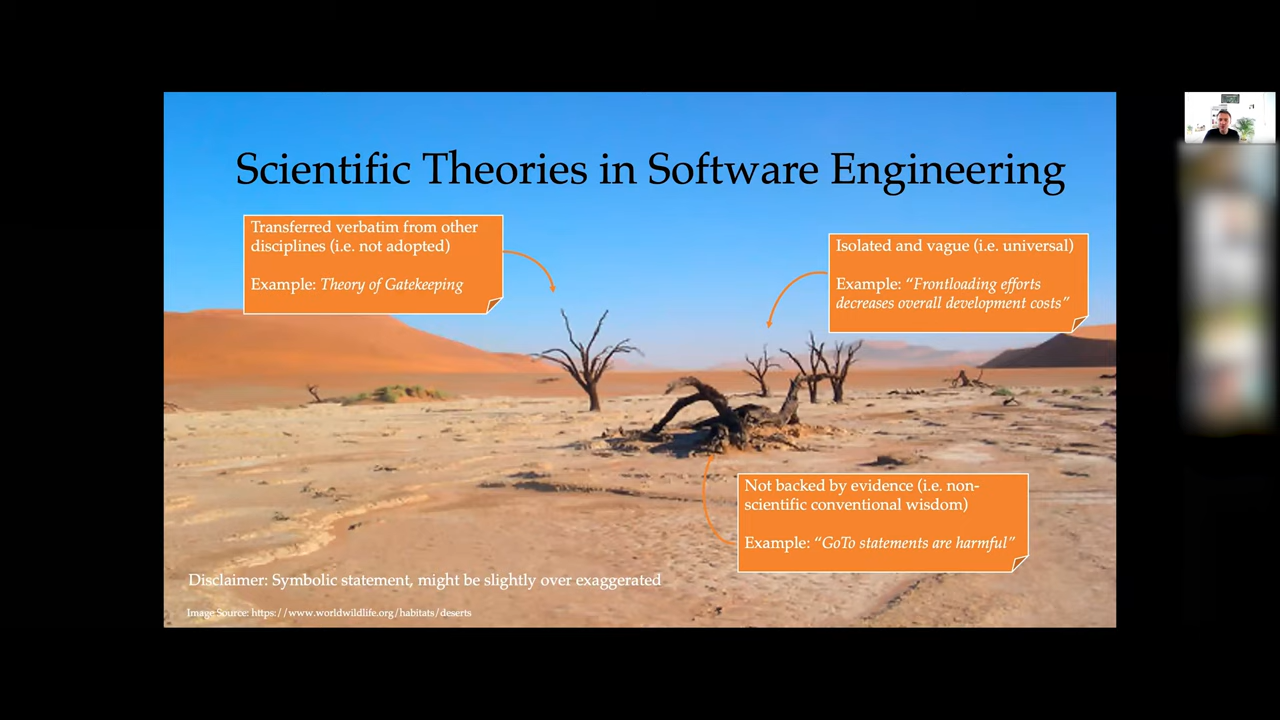 Scientific Theories in Software Engineering
Transferred verbatim from other
disciplines (i.e. not adopted)
Example: Theory of Gatekeeping
Isolated and vague (i.e. universal)
Example: “Frontloading efforts
decreases overall development costs”
Not backed by evidence (i.e. non-
scientific conventional wisdom)
Example: “GoTo statements are harmful”
Disclaimer: Symbolic statement, might be slightly over exaggerated
Image Source: https://www.worldwildlife.org/habitats/deserts